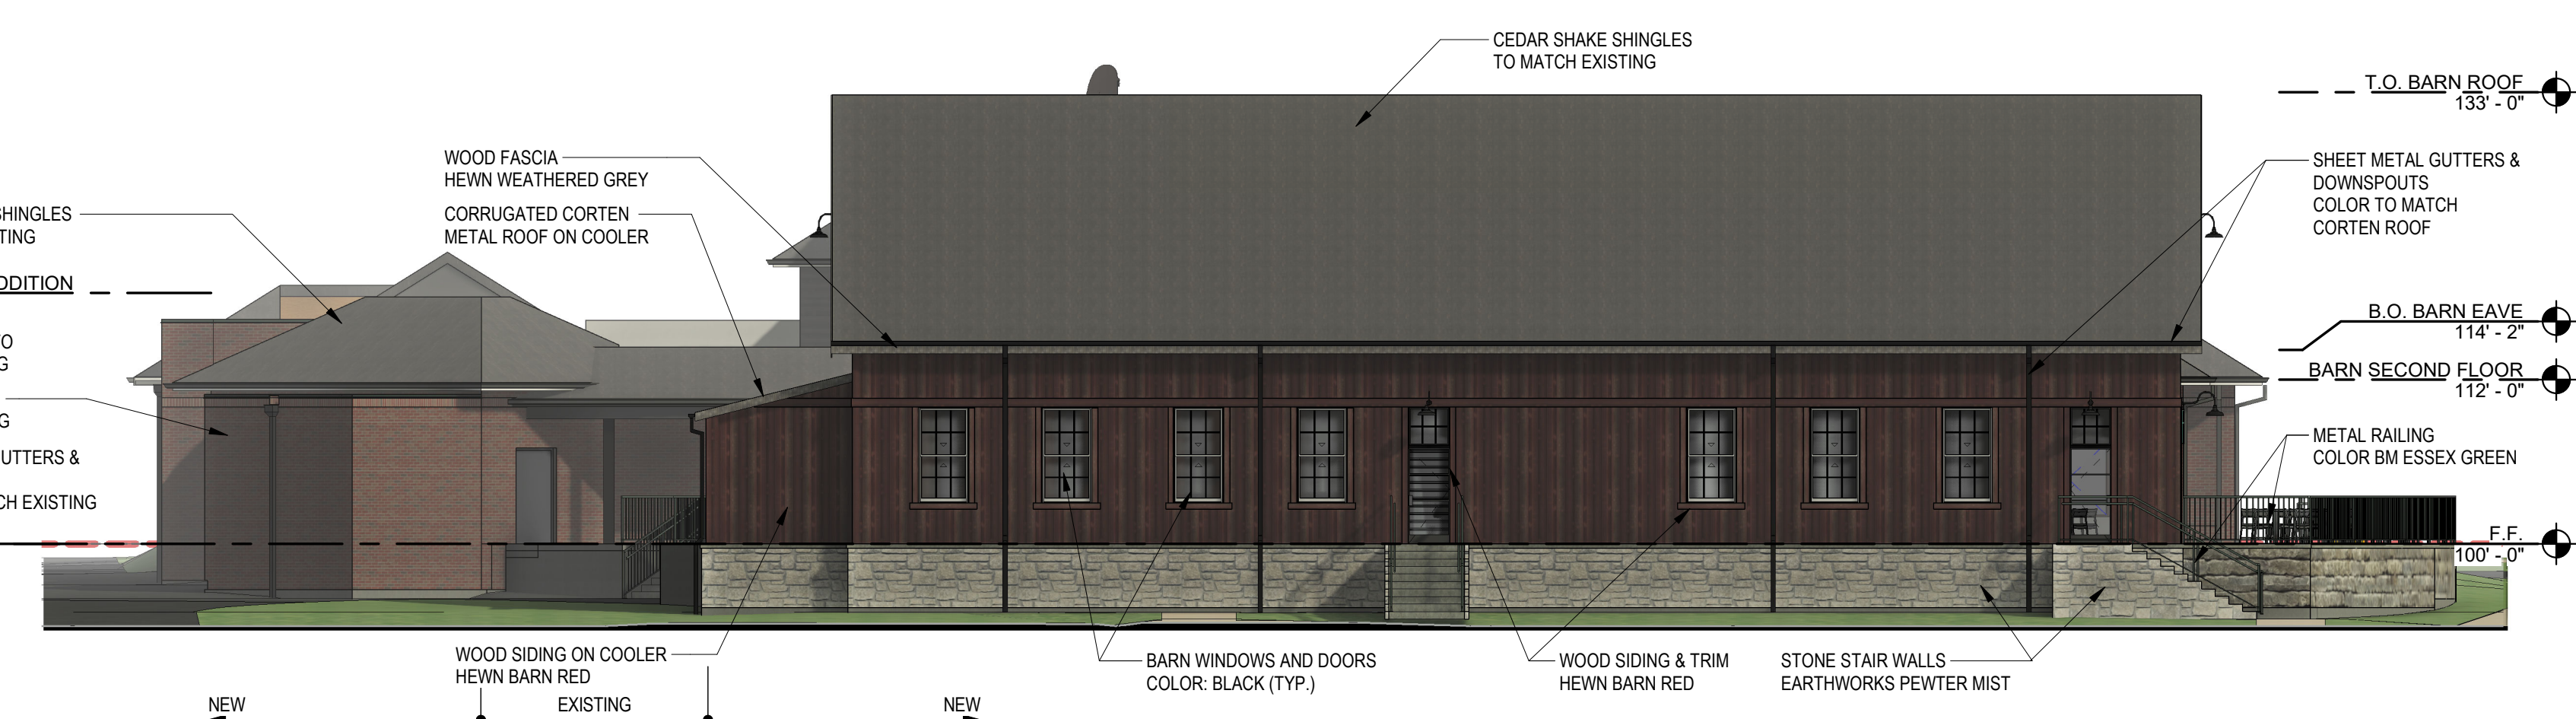 CEDAR SHAKE SHINGLES
TO MATCH EXISTING
T.O. BARN ROOF
133' - 0"
WOOD FASCIA
HEWN WEATHERED GREY
SHEET METAL GUTTERS &
DOWNSPOUTS
COLOR TO MATCH
CORTEN ROOF
SHINGLES
TING
CORRUGATED CORTEN
METAL ROOF ON COOLER
DDITION
B.O. BARN EAVE
114' - 2"
TO
G
BARN SECOND FLOOR
112' - 0"
G
METAL RAILING
COLOR BM ESSEX GREEN
UTTERS &
CH EXISTING
F.F.
100' - 0"
WOOD SIDING ON COOLER
HEWN BARN RED
BARN WINDOWS AND DOORS
COLOR: BLACK (TYP.)
WOOD SIDING & TRIM
HEWN BARN RED
STONE STAIR WALLS
EARTHWORKS PEWTER MIST
NEW
EXISTING
NEW